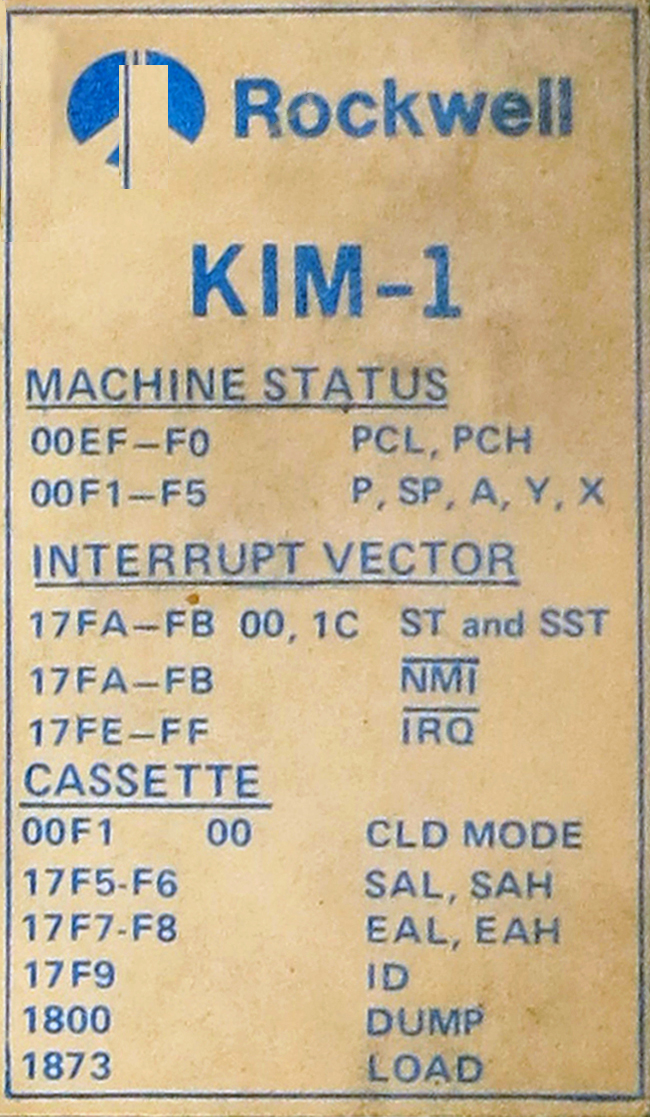 Rockwell
KIM-1
MACHINE STATUS
00EF–F0 PCL, PCH
00F1–F5 P, SP, A, Y, X
INTERRUPT VECTOR
17FA–FB 00, 1C ST and SST
17FA–FB N̅M̅I̅
17FE–FF I̅R̅Q̅
CASSETTE
00F1 00 CLD MODE
17F5-F6 SAL, SAH
17F7-F8 EAL, EAH
17F9 ID
1800 DUMP
1873 LOAD